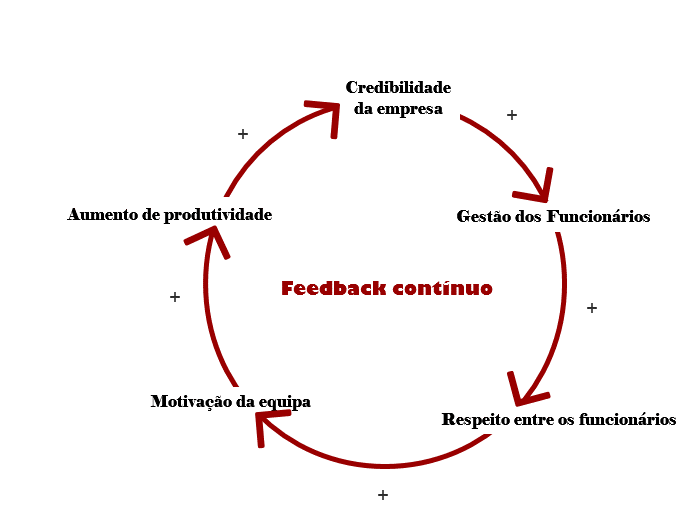 Credibilidade
da empresa
+
+
Aumento de produtividade
Gestão dos Funcionários
Feedback contínuo
+
+
Motivação da equipa
Respeito entre os funcionários
+